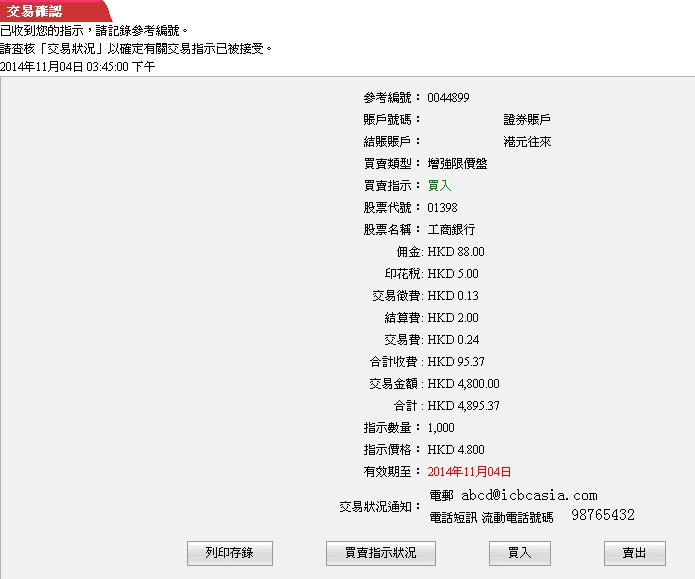 交易確認
已收到您的指示，請記錄參考編號。
請查核「交易狀況」以確定有關交易指示已被接受。
2014年11月04日 03:45:00 下午
參考編號： 0044899
賬戶號碼： 證券賬戶
結賬賬戶： 港元往來
買賣類型： 增強限價盤
買賣指示： 買入
股票代號： 01398
股票名稱： 工商銀行
佣金: HKD 88.00
印花稅: HKD 5.00
交易徵費: HKD 0.13
結算費: HKD 2.00
交易費: HKD 0.24
合計收費 : HKD 95.37
交易金額 : HKD 4,800.00
合計 : HKD 4,895.37
指示數量： 1,000
指示價格： HKD 4.800
有效期至： 2014年11月04日
交易狀況通知： 電郵 abcd@icbcasia.com
電話短訊 流動電話號碼 98765432
列印存錄 買賣指示狀況 買入 賣出